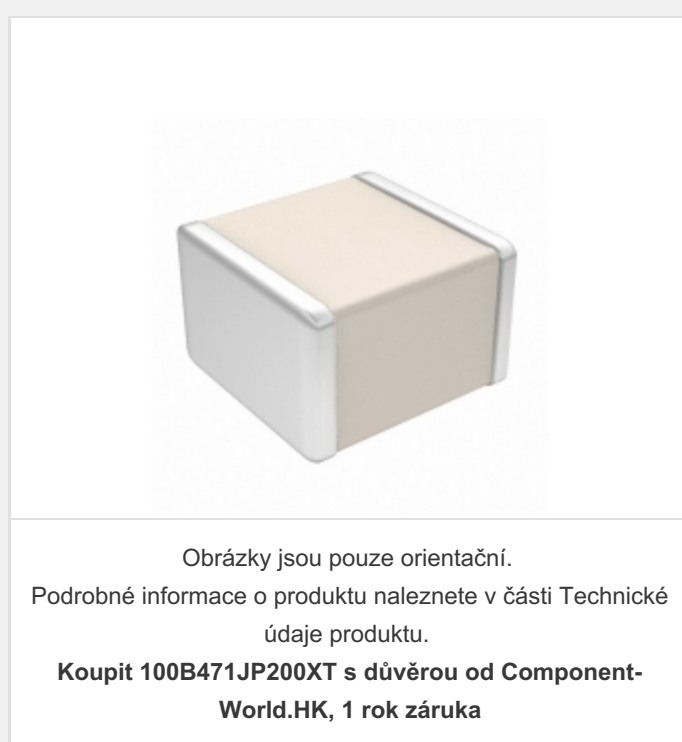 Obrázky jsou pouze orientační.
Podrobné informace o produktu naleznete v části Technické
údaje produktu.
Koupit 100B471JP200XT s důvěrou od Component-
World.HK, 1 rok záruka